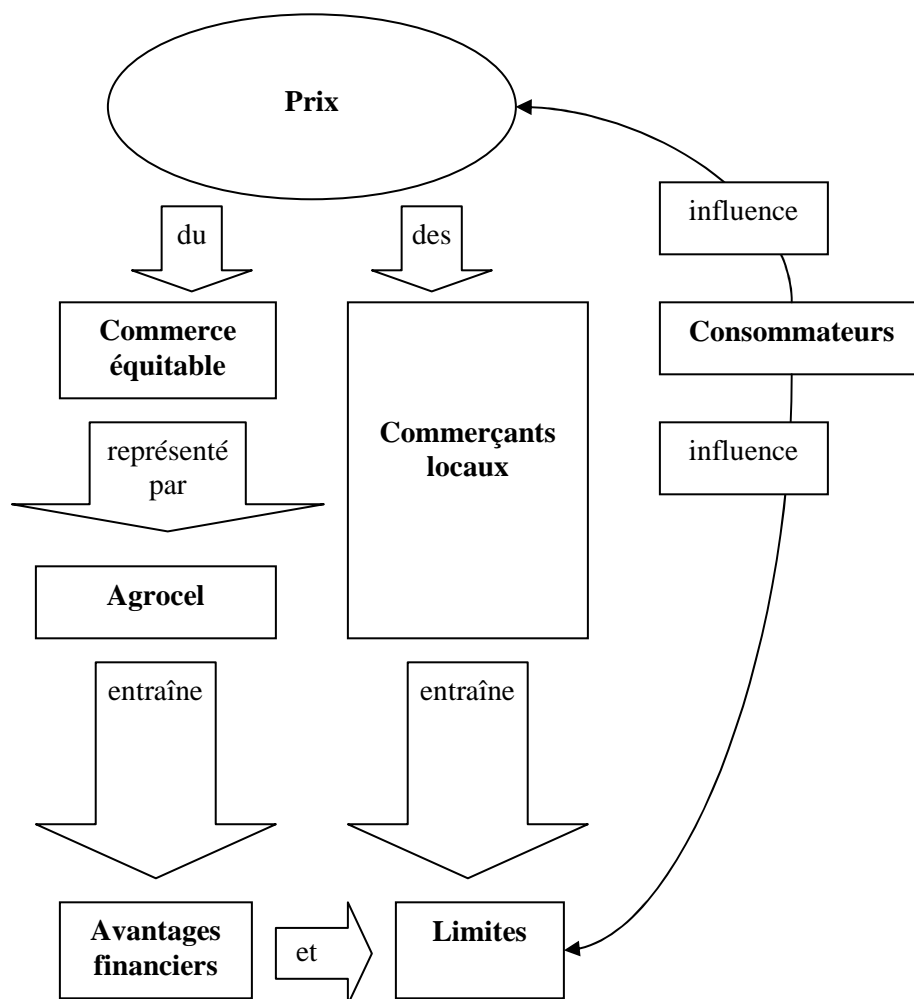 Prix
influence
du
des
Commerce
équitable
Consommateurs
Commerçants
locaux
représenté
par
influence
Agrocel
entraîne
entraîne
Avantages
financiers
et
Limites